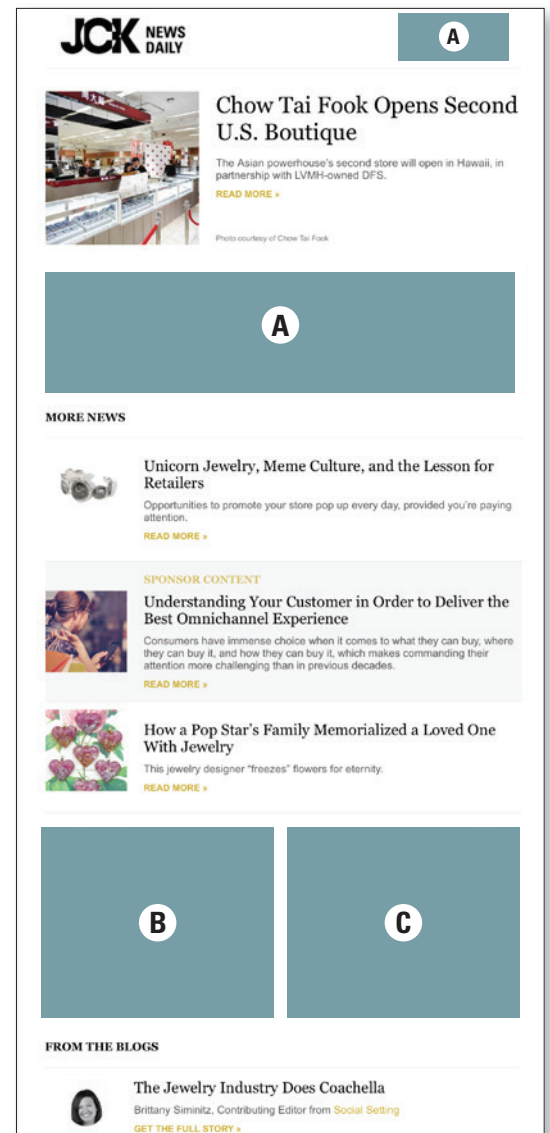 JCK NEWS
DAILY
A
Chow Tai Fook Opens Second
U.S. Boutique
The Asian powerhouse's second store will open in Hawaii, in
partnership with LVMH-owned DFS.
READ MORE »
Photo courtesy of Chow Tai Fook
A
MORE NEWS
Unicorn Jewelry, Meme Culture, and the Lesson for
Retailers
Opportunities to promote your store pop up every day, provided you're paying
attention.
READ MORE »
SPONSOR CONTENT
Understanding Your Customer in Order to Deliver the
Best Omnichannel Experience
Consumers have immense choice when it comes to what they can buy, where
they can buy it, and how they can buy it, which makes commanding their
attention more challenging than in previous decades.
READ MORE »
How a Pop Star's Family Memorialized a Loved One
With Jewelry
This jewelry designer "freezes" flowers for eternity.
READ MORE »
B
C
FROM THE BLOGS
The Jewelry Industry Does Coachella
Brittany Siminitz, Contributing Editor from Social Setting
GET THE FULL STORY »